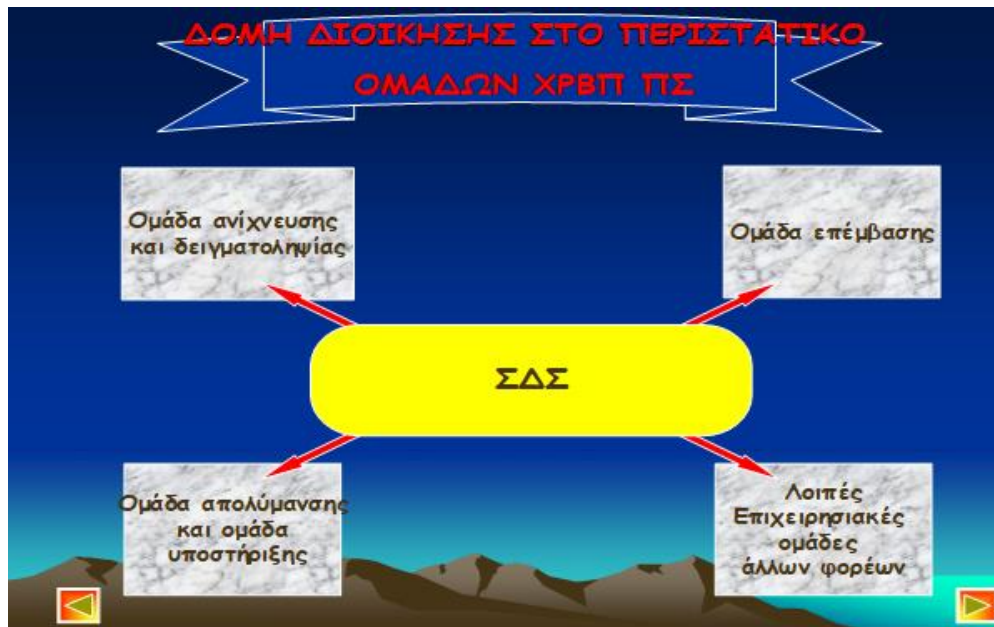 ΔΟΜΗ ΔΙΟΙΚΗΣΗΣ ΣΤΟ ΠΕΡΙΣΤΑΤΙΚΟ
ΟΜΑΔΩΝ ΧΡΒΠ ΠΣ
Ομάδα ανίχνευσης
και δειγματοληψίας
Ομάδα επέμβασης
ΣΔΣ
Ομάδα απολύμανσης
και ομάδα
υποστήριξης
Λοιπές
Επιχειρησιακές
ομάδες
άλλων φορέων